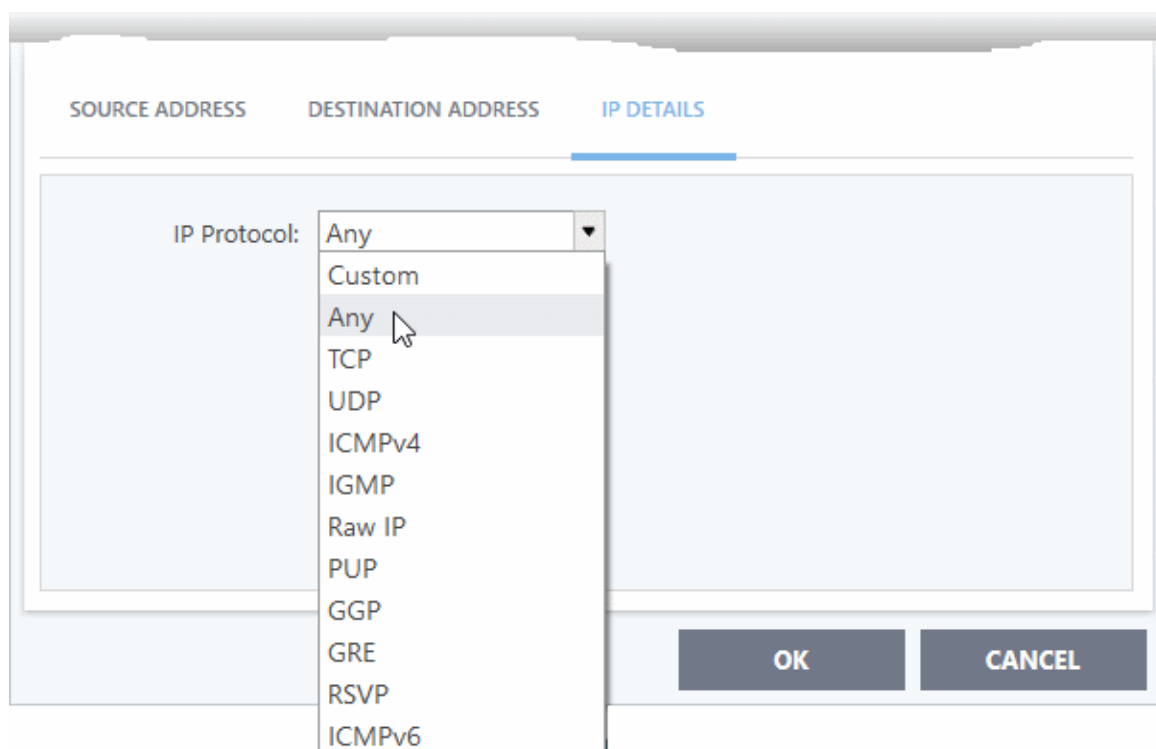 SOURCE ADDRESS DESTINATION ADDRESS IP DETAILS
IP Protocol: Any
Custom
Any
TCP
UDP
ICMPv4
IGMP
Raw IP
PUP
GGP
GRE
RSVP
ICMPv6
OK CANCEL